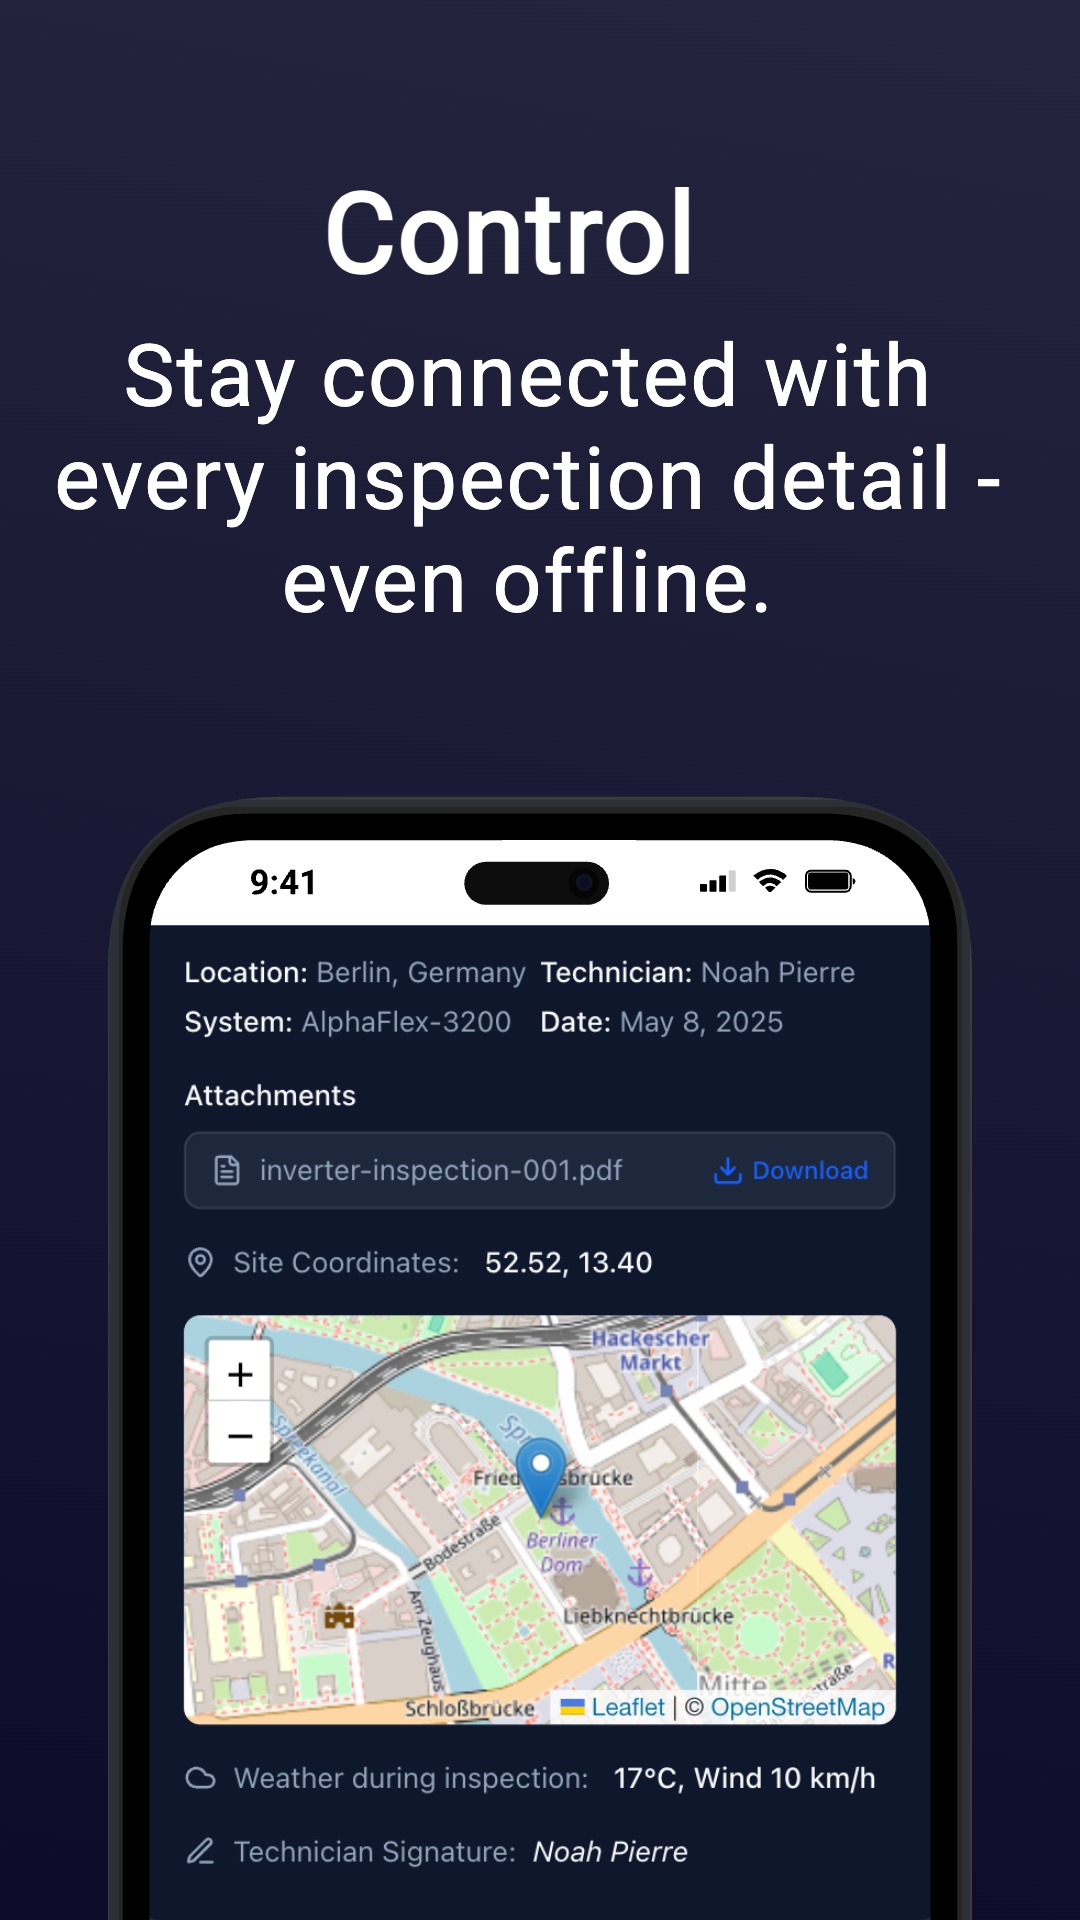 Control
Stay connected with
every inspection detail -
even offline.
9:41
Location: Berlin, Germany Technician: Noah Pierre
System: AlphaFlex-3200 Date: May 8, 2025
Attachments
inverter-inspection-001.pdf Download
Site Coordinates: 52.52, 13.40
+
−
Hackescher
Markt
Spreekanal
Spr
Fried sbrücke
Berliner
Dom
Bodestraße
Am Zeughaus
Liebknechtbrücke
Mitte
straße
R
Schloßbrücke
Leaflet | © OpenStreetMap
Weather during inspection: 17°C, Wind 10 km/h
Technician Signature: Noah Pierre